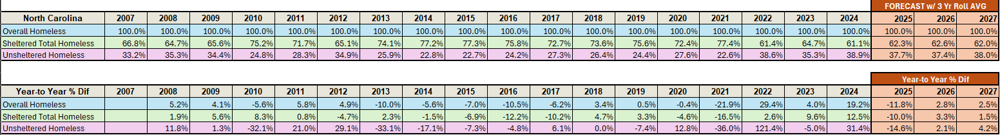 FORECAST w/ 3 Yr Roll AVG
North Carolina 2007 2008 2009 2010 2011 2012 2013 2014 2015 2016 2017 2018 2019 2020 2021 2022 2023 2024 2025 2026 2027
Overall Homeless 100.0% 100.0% 100.0% 100.0% 100.0% 100.0% 100.0% 100.0% 100.0% 100.0% 100.0% 100.0% 100.0% 100.0% 100.0% 100.0% 100.0% 100.0% 100.0% 100.0% 100.0%
Sheltered Total Homeless 66.8% 64.7% 65.6% 75.2% 71.7% 65.1% 74.1% 77.2% 77.3% 75.8% 72.7% 73.6% 75.6% 72.4% 77.4% 61.4% 64.7% 61.1% 62.3% 62.6% 62.0%
Unsheltered Homeless 33.2% 35.3% 34.4% 24.8% 28.3% 34.9% 25.9% 22.8% 22.7% 24.2% 27.3% 26.4% 24.4% 27.6% 22.6% 38.6% 35.3% 38.9% 37.7% 37.4% 38.0%
Year-to Year % Dif
Year-to Year % Dif 2007 2008 2009 2010 2011 2012 2013 2014 2015 2016 2017 2018 2019 2020 2021 2022 2023 2024 2025 2026 2027
Overall Homeless 5.2% 4.1% -5.6% 5.8% 4.9% -10.0% -5.6% -7.0% -10.5% -6.2% 3.4% 0.5% -0.4% -21.9% 29.4% 4.0% 19.2% -11.8% 2.8% 2.5%
Sheltered Total Homeless 1.9% 5.6% 8.3% 0.8% -4.7% 2.3% -1.5% -6.9% -12.2% -10.2% 4.7% 3.3% -4.6% -16.5% 2.6% 9.6% 12.5% -10.0% 3.3% 1.5%
Unsheltered Homeless 11.8% 1.3% -32.1% 21.0% 29.1% -33.1% -17.1% -7.3% -4.8% 6.1% 0.0% -7.4% 12.8% -36.0% 121.4% -5.0% 31.4% -14.6% 2.1% 4.2%